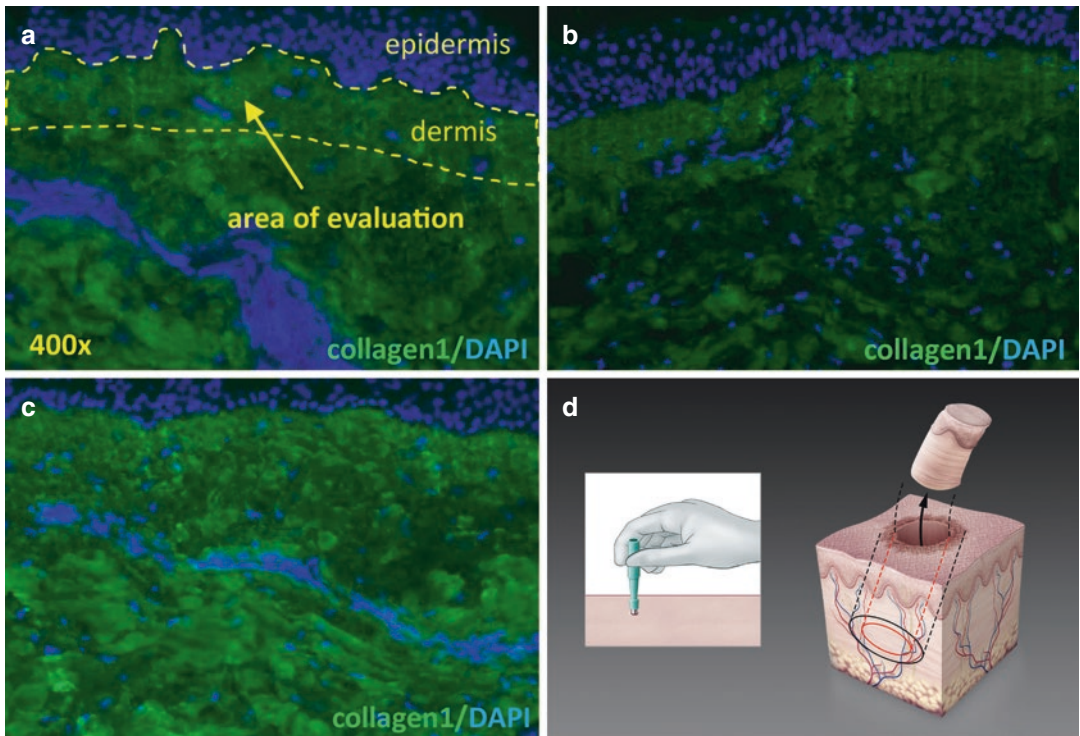 a
epidermis
dermis
area of evaluation
400x
collagen1/DAPI
b
collagen1/DAPI
c
collagen1/DAPI
d